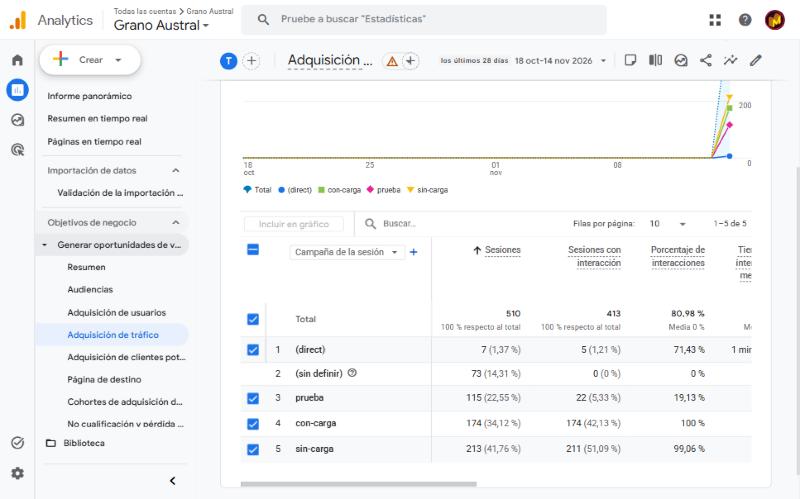 Analytics
Todas las cuentas > Grano Austral
Grano Austral
Pruebe a buscar "Estadísticas"
Crear
Informe panorámico
Resumen en tiempo real
Páginas en tiempo real
Importación de datos
Validación de la importación ...
Objetivos de negocio
Generar oportunidades de v...
Resumen
Audiencias
Adquisición de usuarios
Adquisición de tráfico
Adquisición de clientes pot...
Página de destino
Cohortes de adquisición d...
No cualificación y pérdida ...
Biblioteca
T
Adquisición ...
los últimos 28 días 18 oct-14 nov 2026
200
0
18 oct
25
01 nov
08
Total (direct) con-carga prueba sin-carga
Incluir en gráfico
Buscar...
Filas por página: 10
1-5 de 5
Campaña de la sesión
Sesiones
Sesiones con interacción
Porcentaje de interacciones
Total
510 413 80,98 %
100 % respecto al total 100 % respecto al total Media 0 %
1 (direct) 7 (1,37 %) 5 (1,21 %) 71,43 % 1 min
2 (sin definir) 73 (14,31 %) 0 (0 %) 0 %
3 prueba 115 (22,55 %) 22 (5,33 %) 19,13 %
4 con-carga 174 (34,12 %) 174 (42,13 %) 100 %
5 sin-carga 213 (41,76 %) 211 (51,09 %) 99,06 %